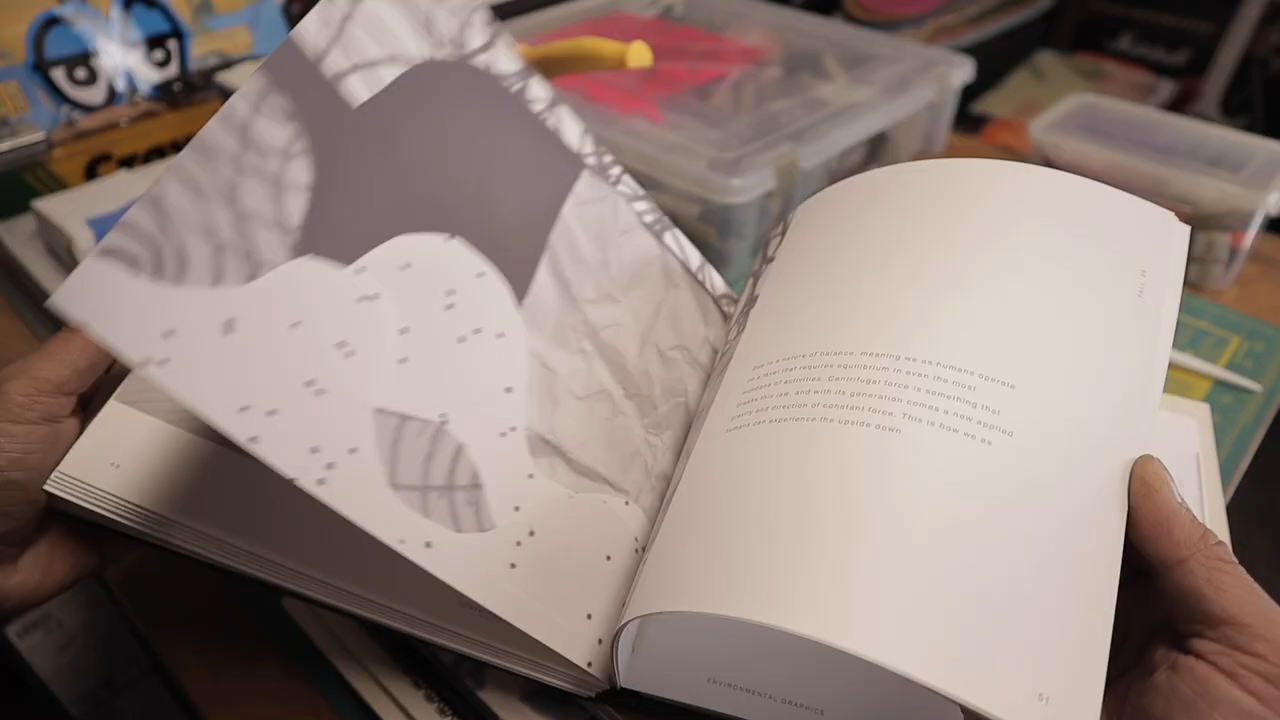 Due to a nature of balance, meaning we as humans operate
on a level that requires equilibrium in even the most
mundane of activities. Centrifugal force is something that
breaks this law, and with its generation comes a new applied
gravity and direction of constant force. This is how we as
humans can experience the upside down.
51
ENVIRONMENTAL GRAPHICS
Marshall